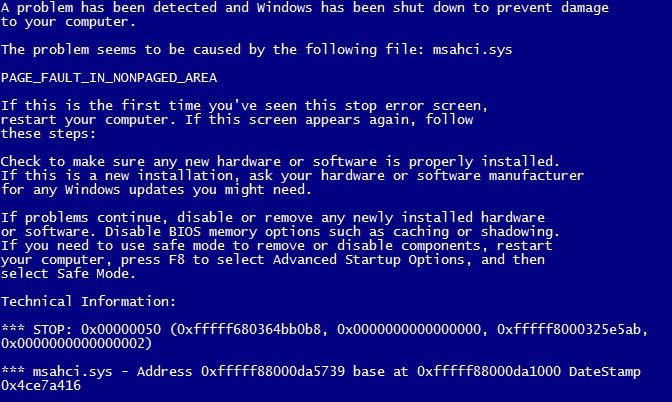 A problem has been detected and Windows has been shut down to prevent damage
to your computer.
The problem seems to be caused by the following file: msahci.sys
PAGE_FAULT_IN_NONPAGED_AREA
If this is the first time you've seen this stop error screen,
restart your computer. If this screen appears again, follow
these steps:
Check to make sure any new hardware or software is properly installed.
If this is a new installation, ask your hardware or software manufacturer
for any Windows updates you might need.
If problems continue, disable or remove any newly installed hardware
or software. Disable BIOS memory options such as caching or shadowing.
If you need to use safe mode to remove or disable components, restart
your computer, press F8 to select Advanced Startup Options, and then
select Safe Mode.
Technical Information:
*** STOP: 0x00000050 (0xfffff680364bb0b8, 0x0000000000000000, 0xfffff8000325e5ab,
0x0000000000000002)
*** msahci.sys - Address 0xfffff88000da5739 base at 0xfffff88000da1000 DateStamp
0x4ce7a416